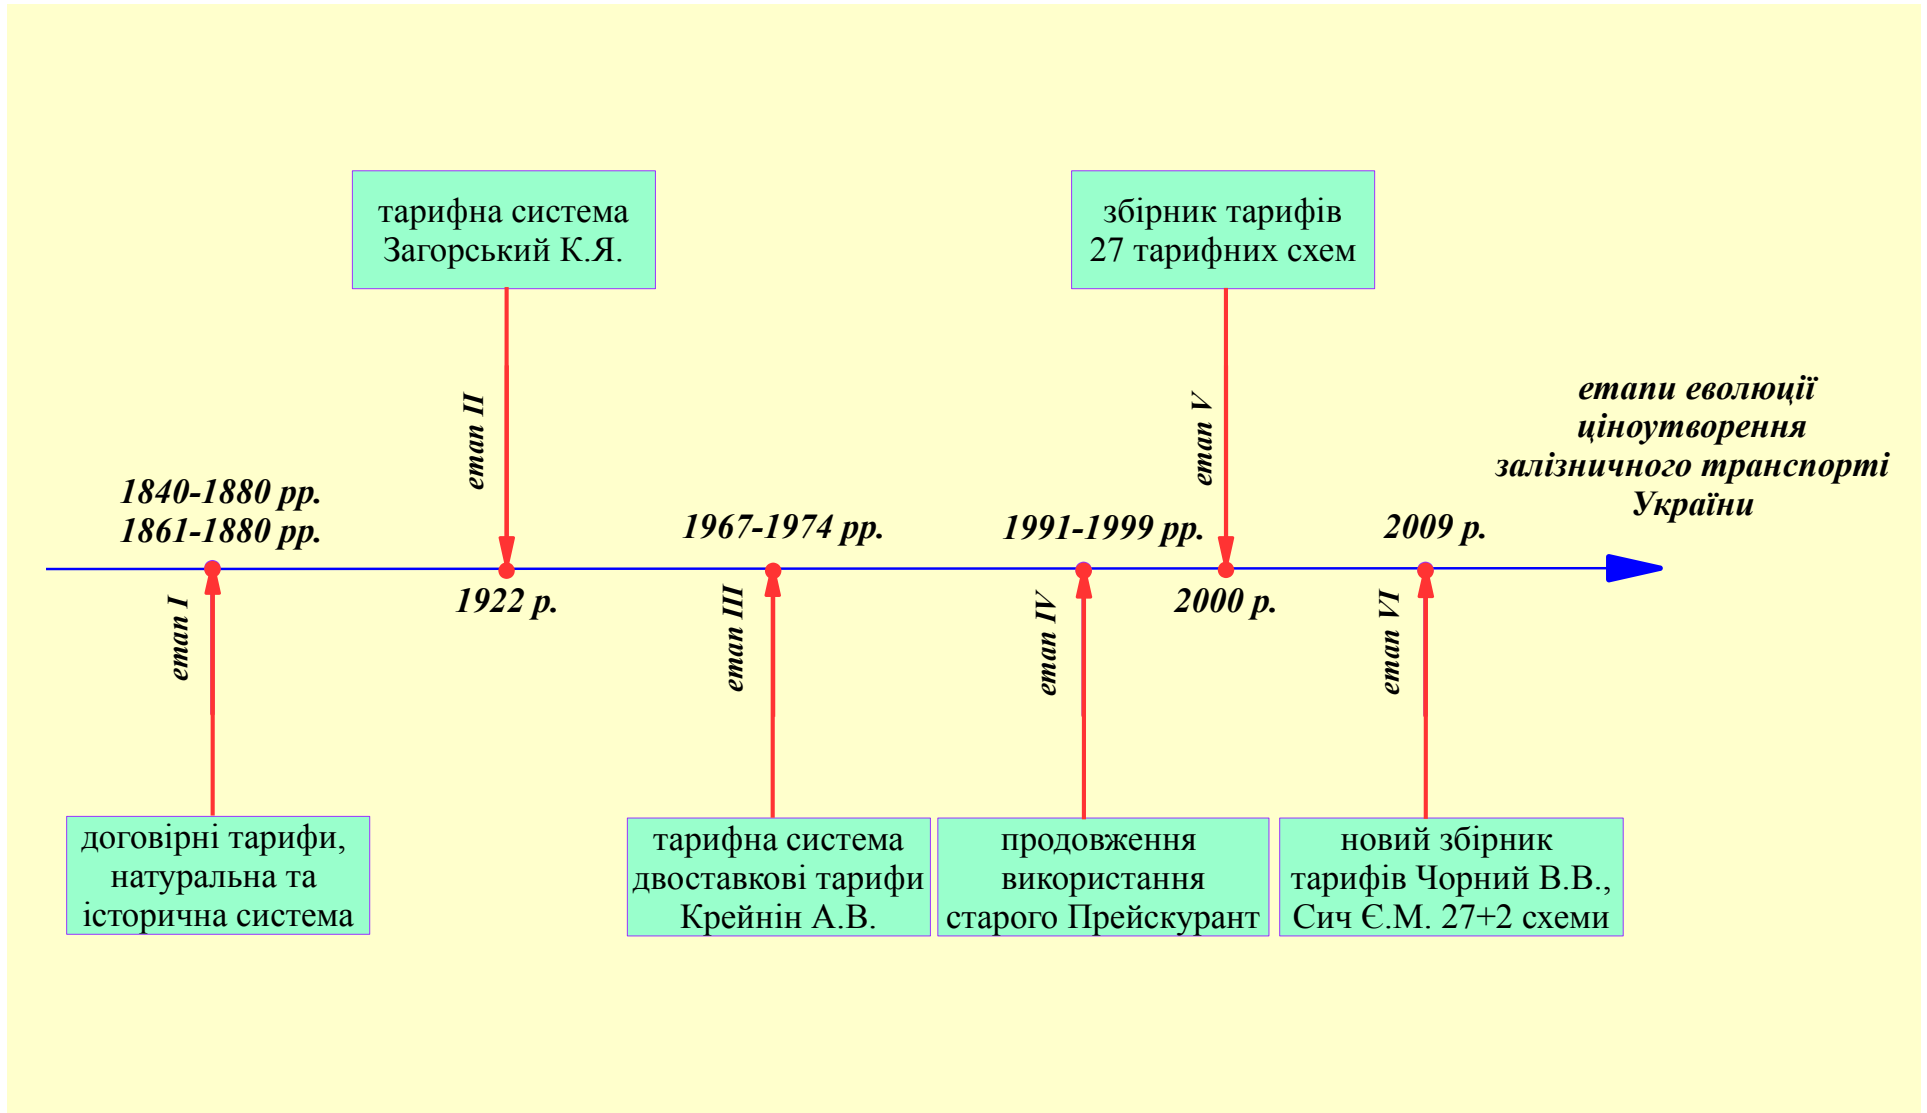 тарифна система
Загорський К.Я.
збірник тарифів
27 тарифних схем
етапи еволюції
ціноутворення
залізничного транспорті
України
етап II
етап V
1840-1880 рр.
1861-1880 рр.
1967-1974 рр.
1991-1999 рр.
2009 р.
етап I
1922 р.
етап III
етап IV
2000 р.
етап VI
договірні тарифи,
натуральна та
історична система
тарифна система
двоставкові тарифи
Крейнін А.В.
продовження
використання
старого Прейскурант
новий збірник
тарифів Чорний В.В.,
Сич Є.М. 27+2 схеми